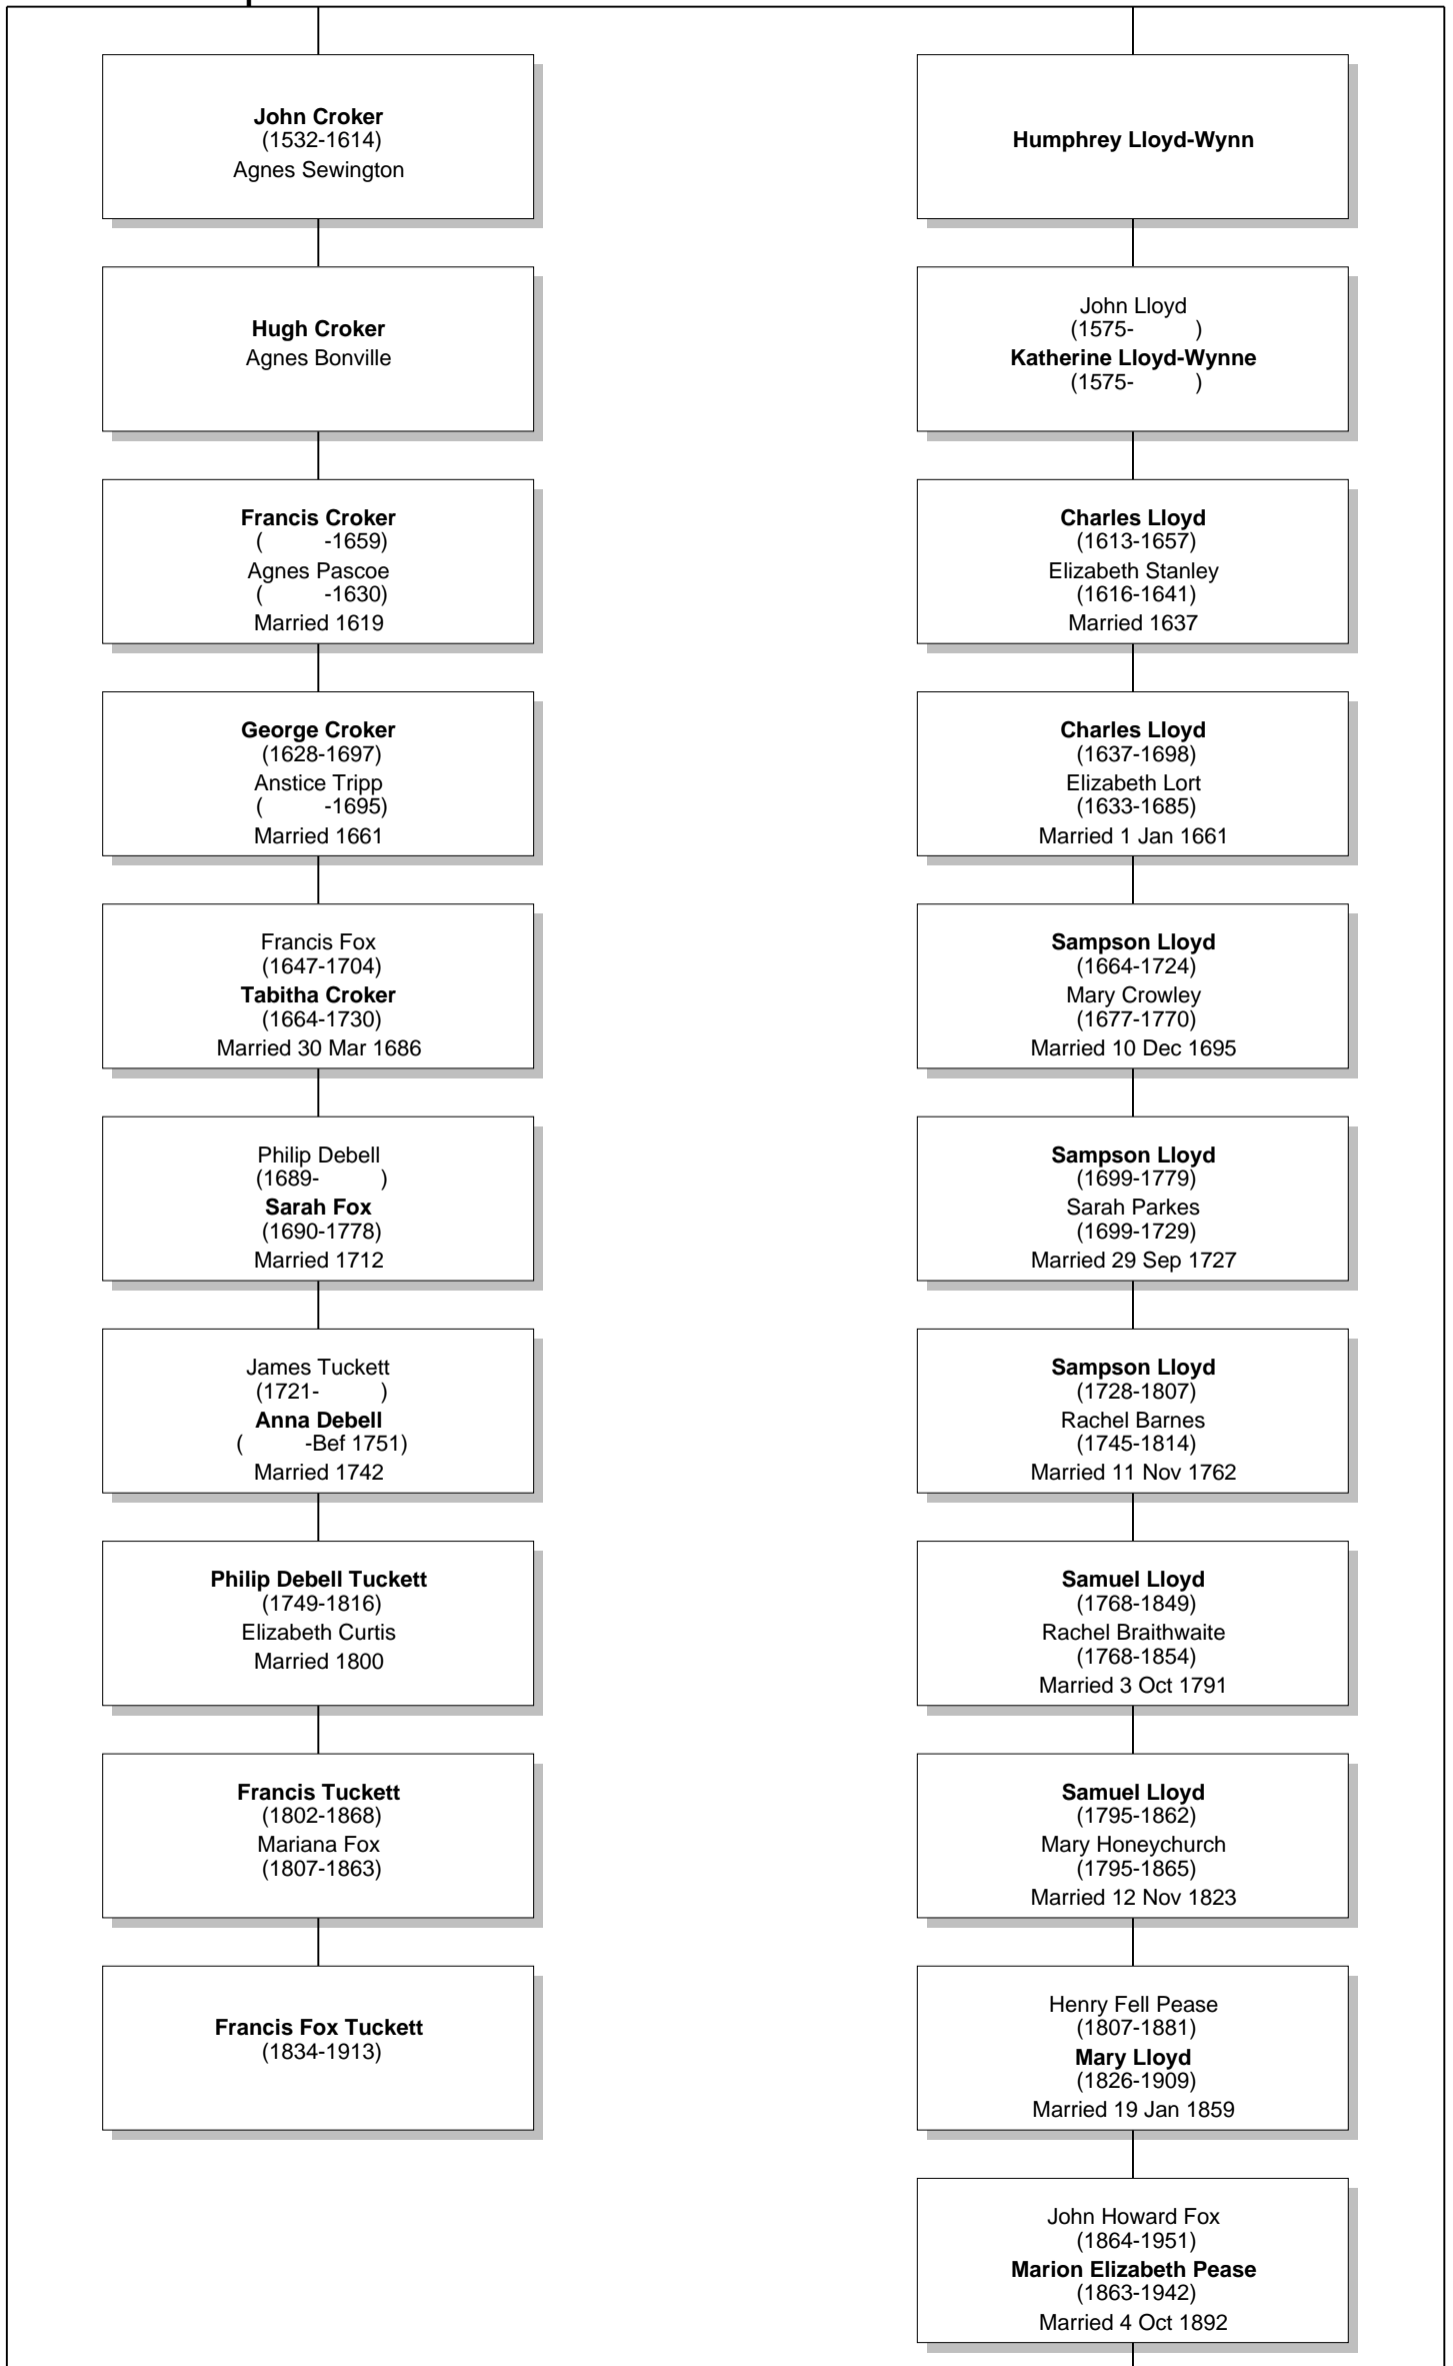 John Croker
(1532-1614)
Agnes Sewington
Hugh Croker
Agnes Bonville
Francis Croker
( -1659)
Agnes Pascoe
( -1630)
Married 1619
George Croker
(1628-1697)
Anstice Tripp
( -1695)
Married 1661
Francis Fox
(1647-1704)
Tabitha Croker
(1664-1730)
Married 30 Mar 1686
Philip Debell
(1689- )
Sarah Fox
(1690-1778)
Married 1712
James Tuckett
(1721- )
Anna Debell
( -Bef 1751)
Married 1742
Philip Debell Tuckett
(1749-1816)
Elizabeth Curtis
Married 1800
Francis Tuckett
(1802-1868)
Mariana Fox
(1807-1863)
Francis Fox Tuckett
(1834-1913)
Humphrey Lloyd-Wynn
John Lloyd
(1575- )
Katherine Lloyd-Wynne
(1575- )
Charles Lloyd
(1613-1657)
Elizabeth Stanley
(1616-1641)
Married 1637
Charles Lloyd
(1637-1698)
Elizabeth Lort
(1633-1685)
Married 1 Jan 1661
Sampson Lloyd
(1664-1724)
Mary Crowley
(1677-1770)
Married 10 Dec 1695
Sampson Lloyd
(1699-1779)
Sarah Parkes
(1699-1729)
Married 29 Sep 1727
Sampson Lloyd
(1728-1807)
Rachel Barnes
(1745-1814)
Married 11 Nov 1762
Samuel Lloyd
(1768-1849)
Rachel Braithwaite
(1768-1854)
Married 3 Oct 1791
Samuel Lloyd
(1795-1862)
Mary Honeychurch
(1795-1865)
Married 12 Nov 1823
Henry Fell Pease
(1807-1881)
Mary Lloyd
(1826-1909)
Married 19 Jan 1859
John Howard Fox
(1864-1951)
Marion Elizabeth Pease
(1863-1942)
Married 4 Oct 1892